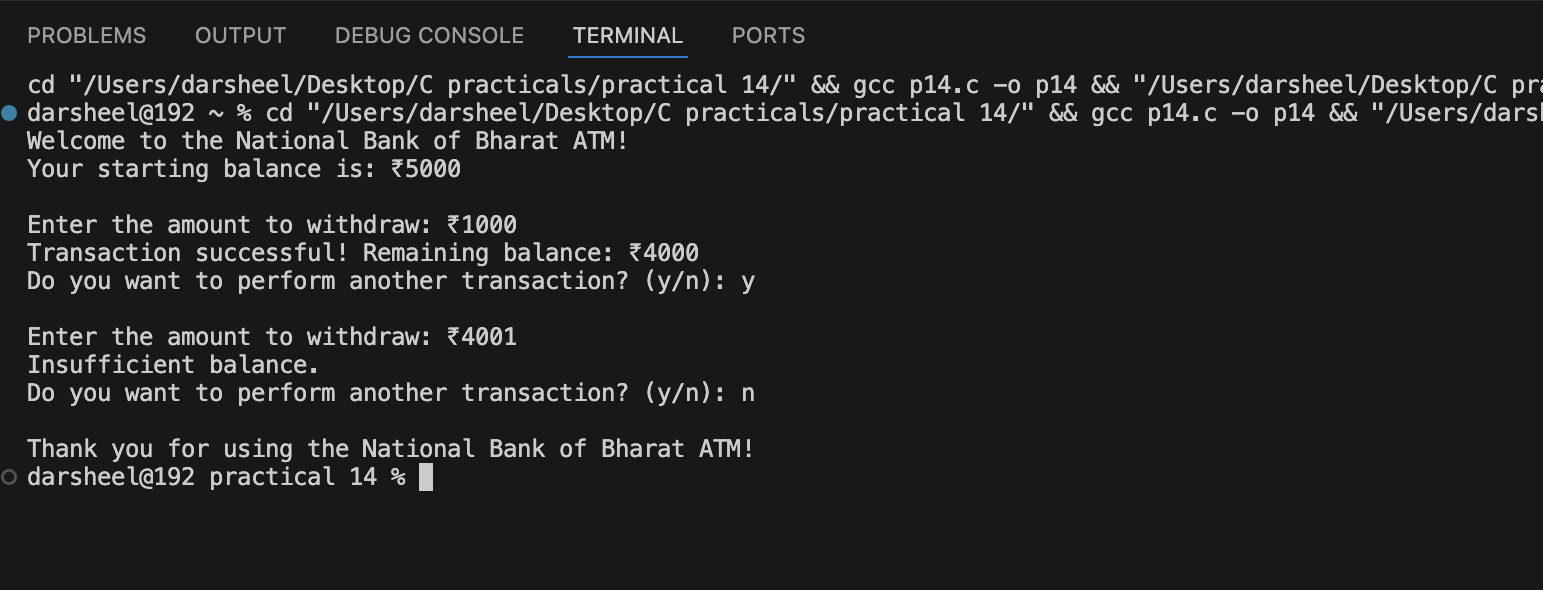 PROBLEMS OUTPUT DEBUG CONSOLE TERMINAL PORTS
cd "/Users/darsheel/Desktop/C practicals/practical 14/" && gcc p14.c -o p14 && "/Users/darsheel/Desktop/C pra
darsheel@192 ~ % cd "/Users/darsheel/Desktop/C practicals/practical 14/" && gcc p14.c -o p14 && "/Users/darsh
Welcome to the National Bank of Bharat ATM!
Your starting balance is: ₹5000
Enter the amount to withdraw: ₹1000
Transaction successful! Remaining balance: ₹4000
Do you want to perform another transaction? (y/n): y
Enter the amount to withdraw: ₹4001
Insufficient balance.
Do you want to perform another transaction? (y/n): n
Thank you for using the National Bank of Bharat ATM!
darsheel@192 practical 14 %